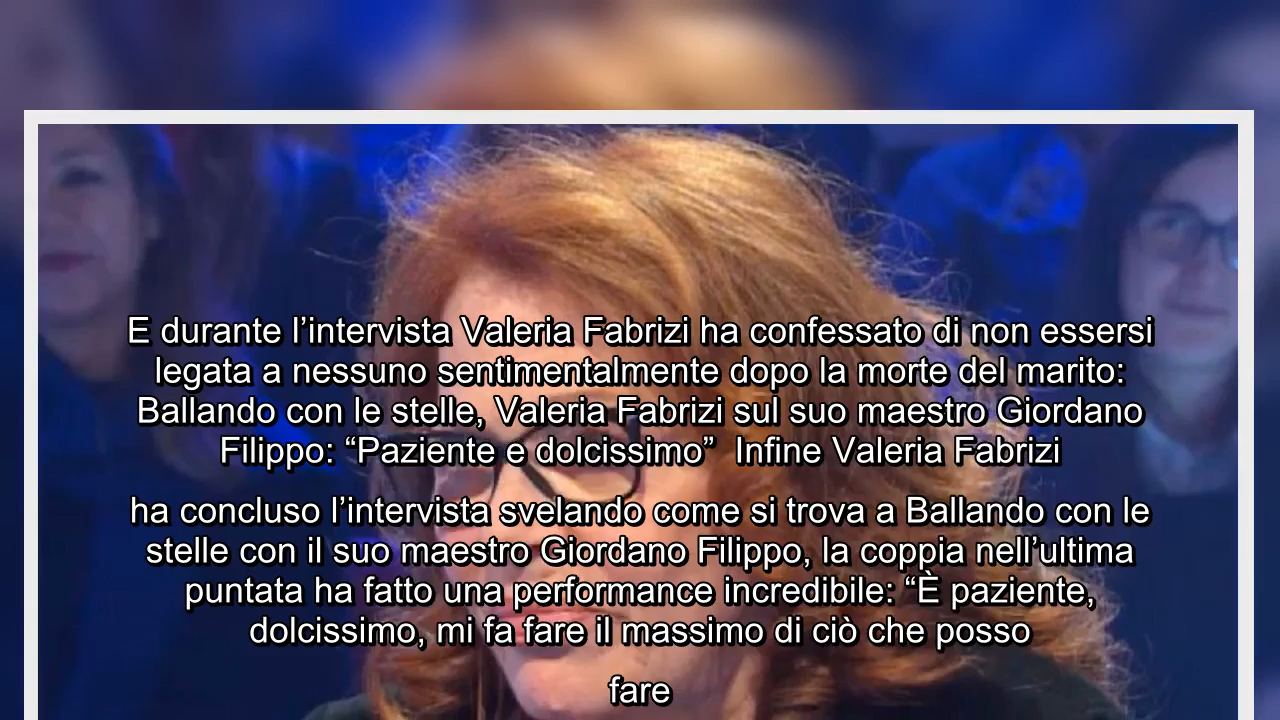 E durante l’intervista Valeria Fabrizi ha confessato di non essersi
legata a nessuno sentimentalmente dopo la morte del marito:
Ballando con le stelle, Valeria Fabrizi sul suo maestro Giordano
Filippo: “Paziente e dolcissimo”  Infine Valeria Fabrizi
ha concluso l’intervista svelando come si trova a Ballando con le
stelle con il suo maestro Giordano Filippo, la coppia nell’ultima
puntata ha fatto una performance incredibile: “È paziente,
dolcissimo, mi fa fare il massimo di ciò che posso
fare